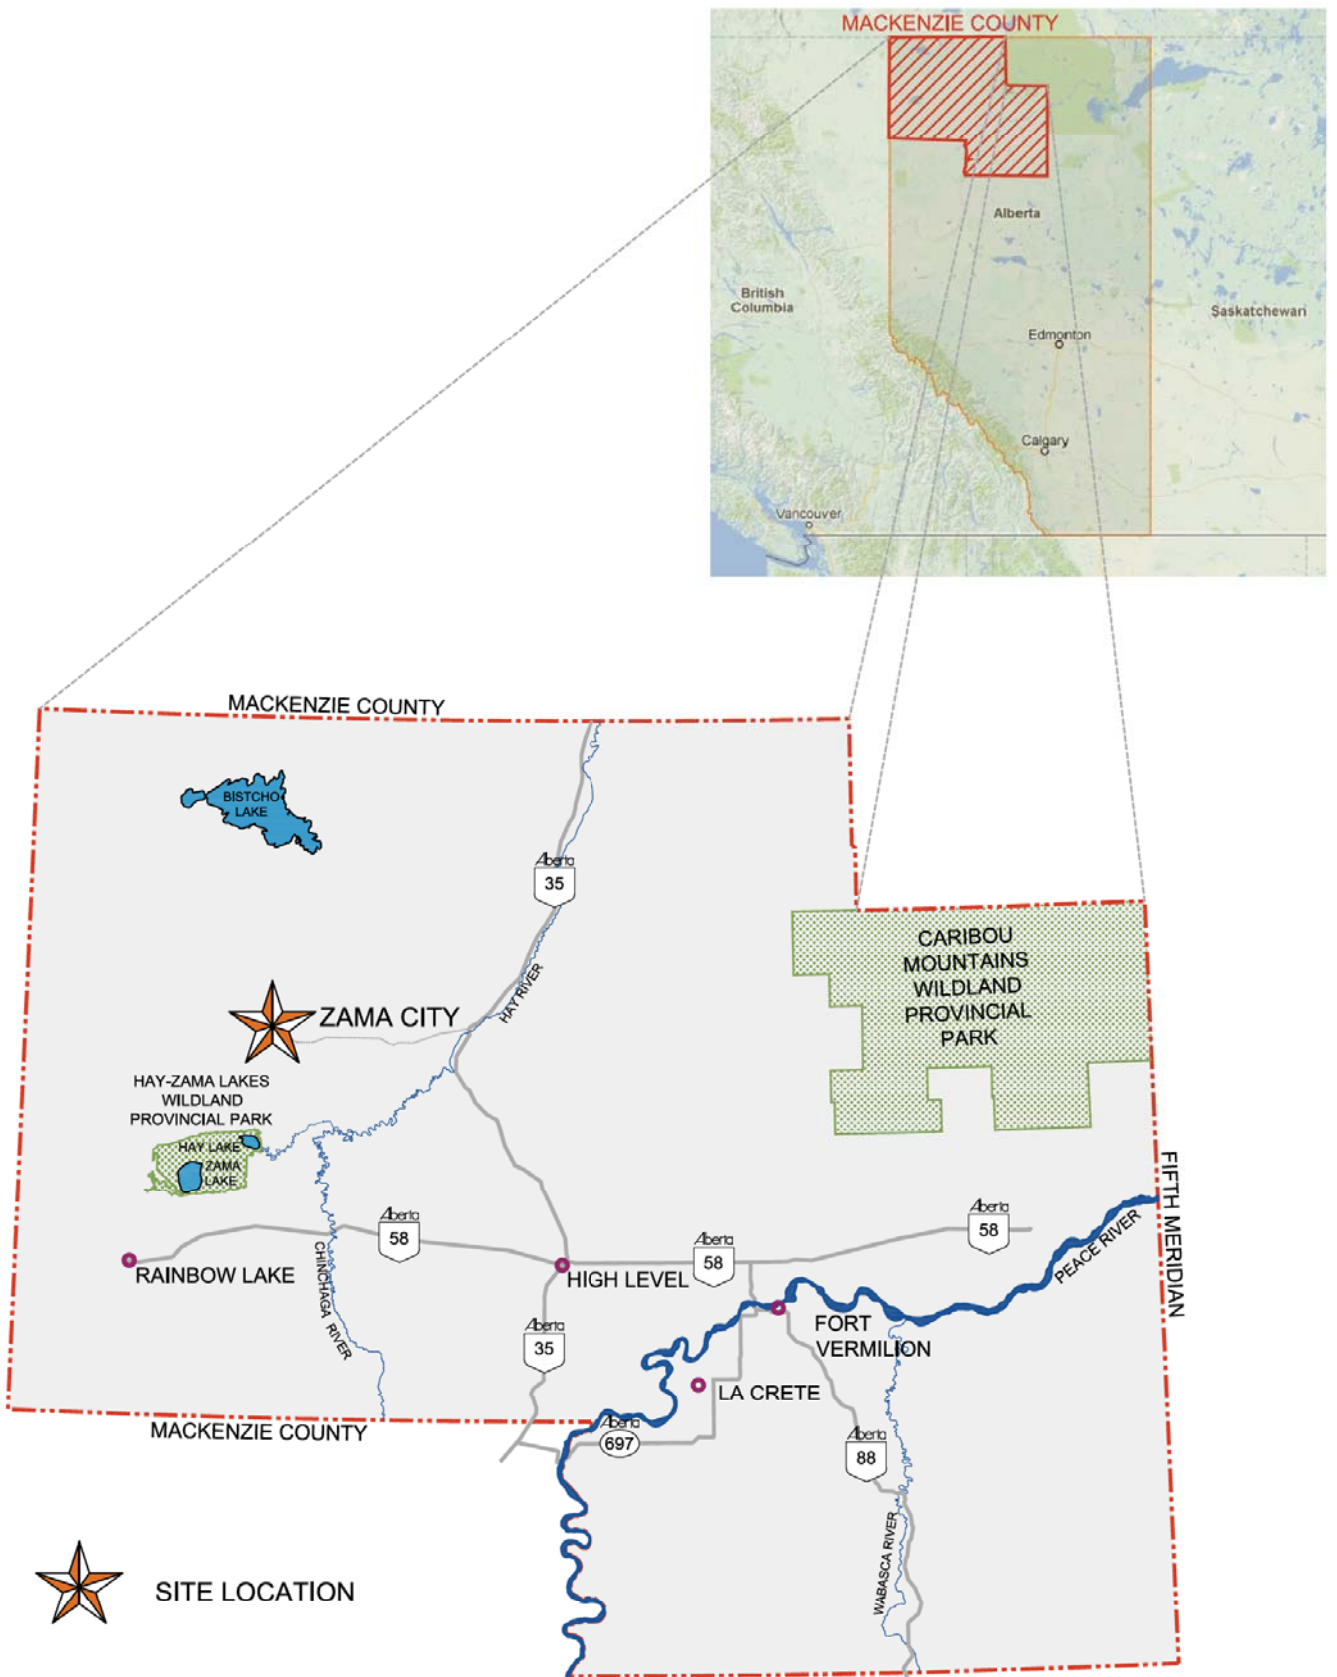 MACKENZIE COUNTY
Alberta
British
Columbia
Saskatchewan
Edmonton
Calgary
Vancouver
MACKENZIE COUNTY
BISTCHO
LAKE
Alberta
35
CARIBOU
MOUNTAINS
WILDLAND
PROVINCIAL
PARK
HAY RIVER
ZAMA CITY
HAY-ZAMA LAKES
WILDLAND
PROVINCIAL PARK
HAY LAKE
ZAMA
LAKE
FIFTH MERIDIAN
Alberta
58
Alberta
58
Alberta
58
PEACE RIVER
RAINBOW LAKE
CHINCHAGA RIVER
HIGH LEVEL
Alberta
35
FORT
VERMILION
LA CRETE
MACKENZIE COUNTY
Alberta
697
Alberta
88
WABASCA RIVER
SITE LOCATION